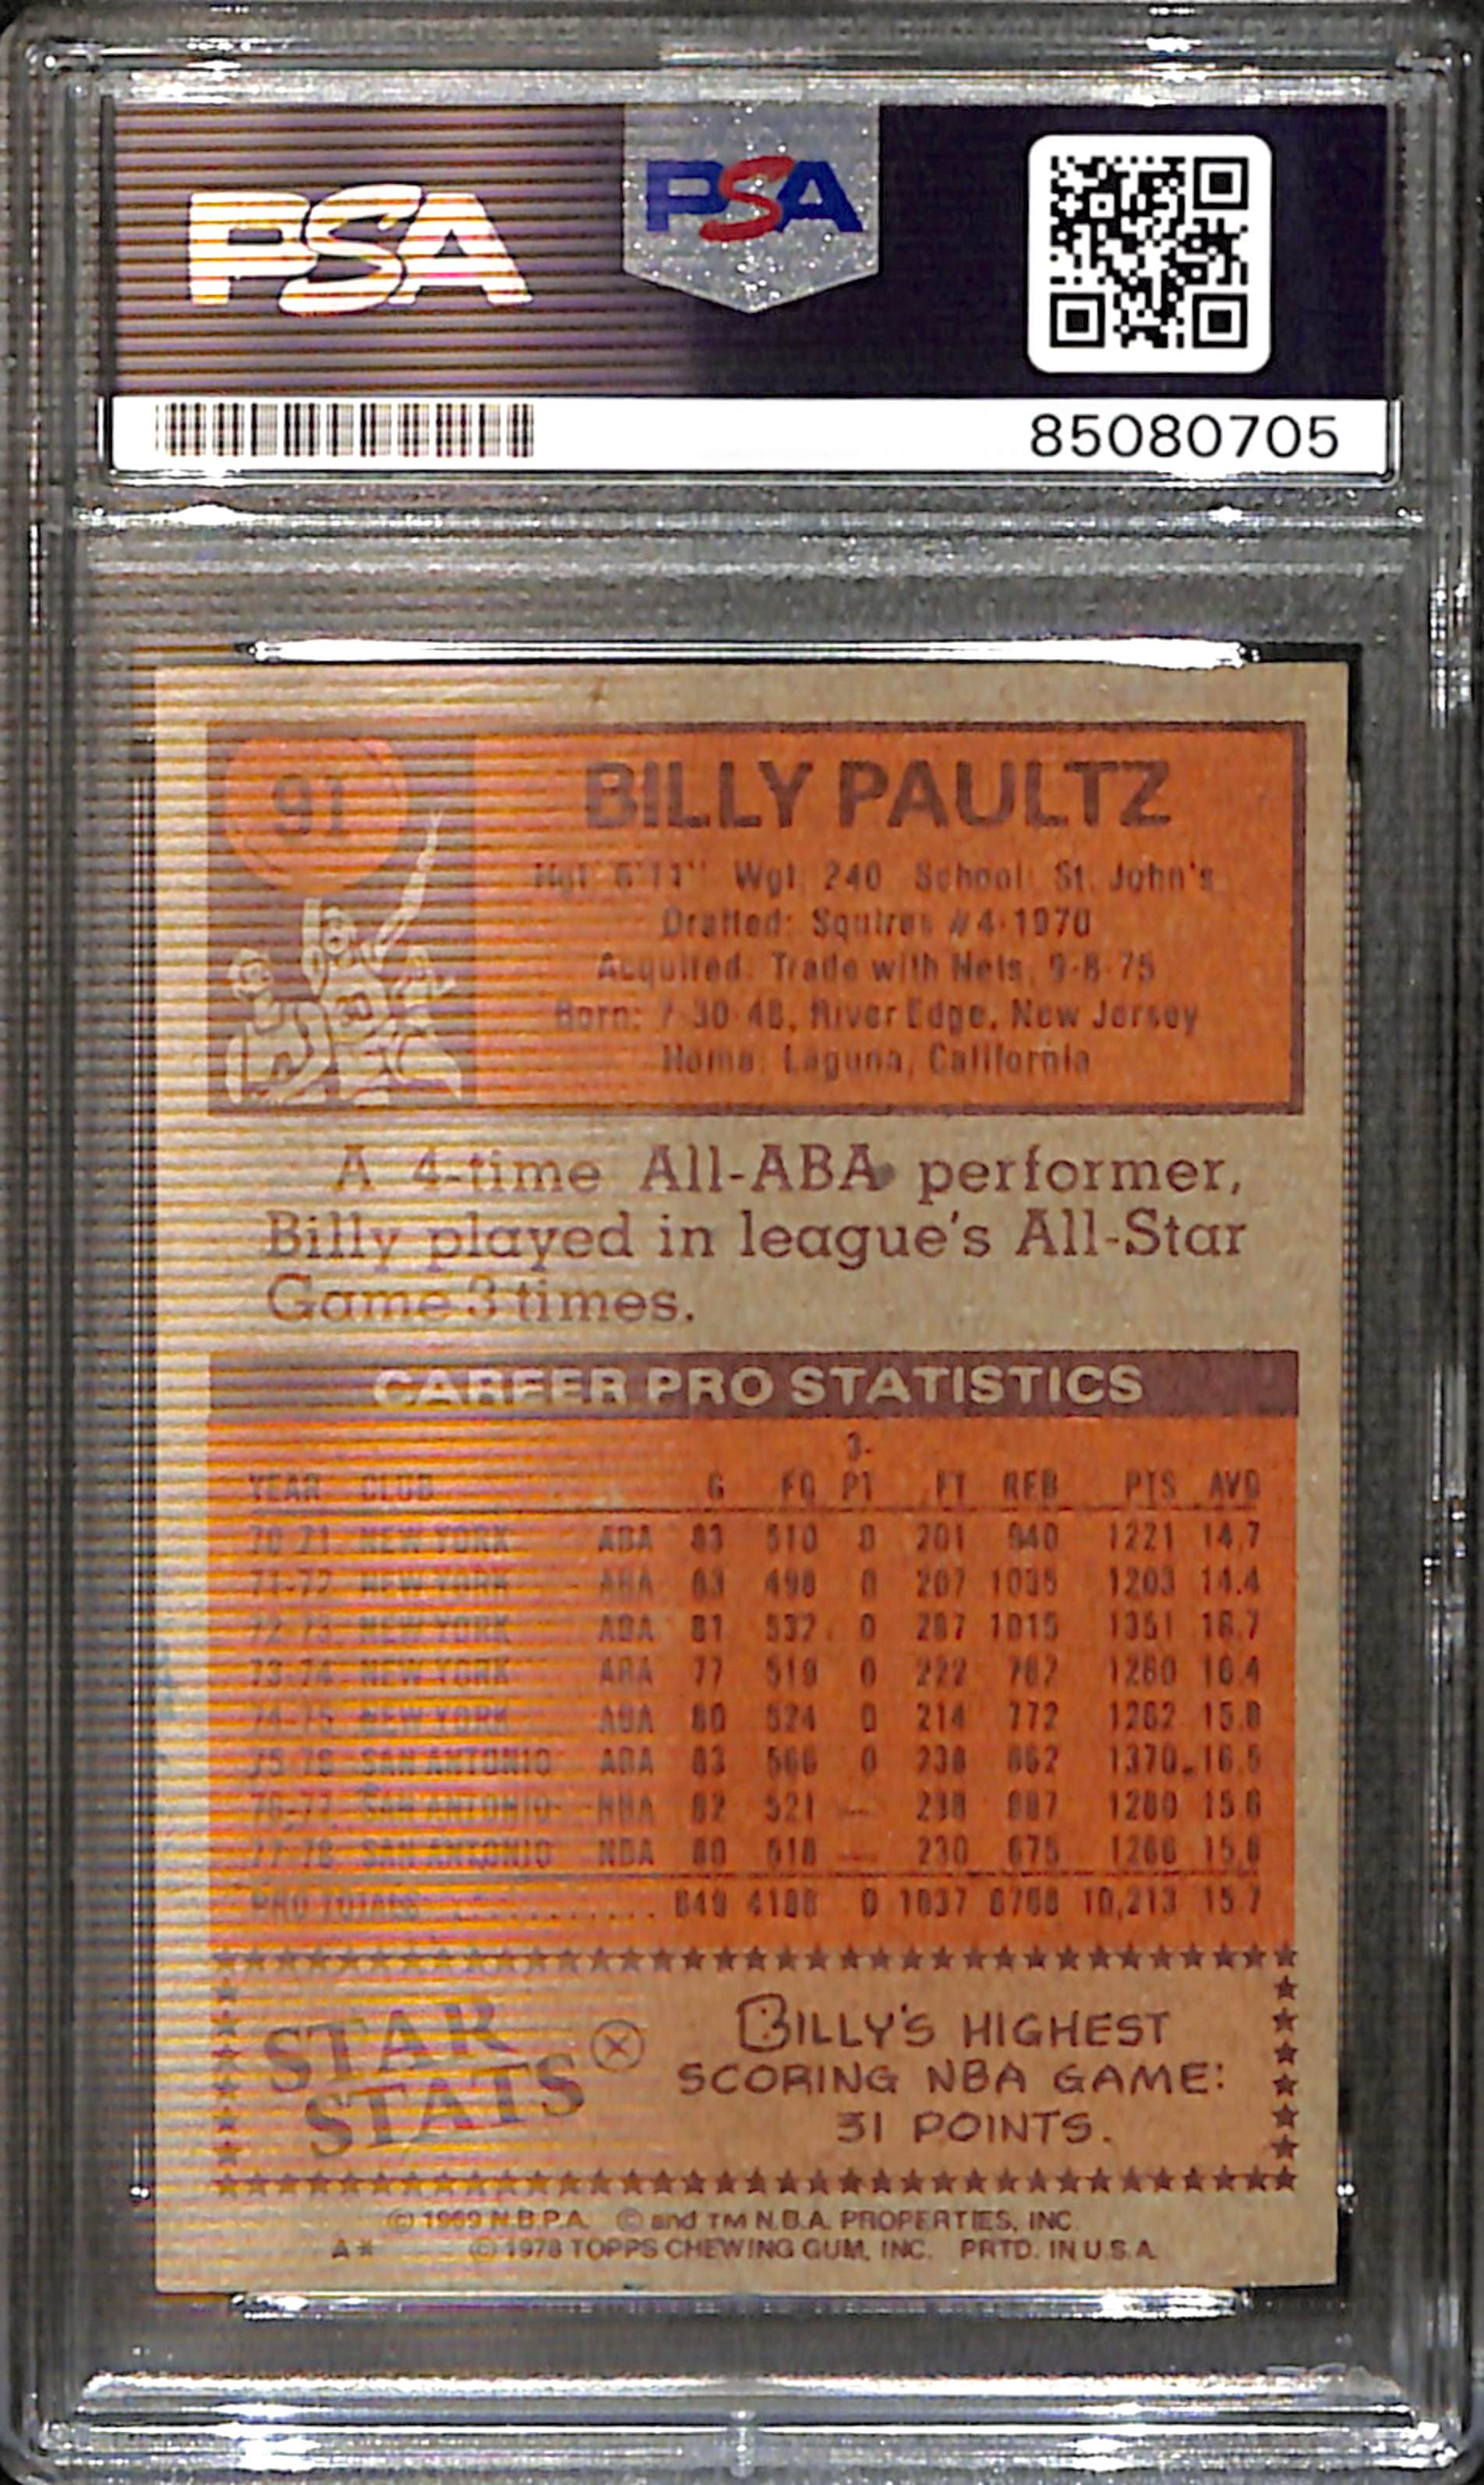 PSA
PSA
85080705
91
BILLY PAULTZ
Hgt: 6'11" Wgt: 240 School: St. John's
Drafted: Squires #4-1970
Acquired: Trade with Nets, 9-8-75
Born: 7-30-48, River Edge, New Jersey
Home: Laguna, California
A 4-time All-ABA performer,
Billy played in league's All-Star
Game 3 times.
CAREER PRO STATISTICS
3-
YEAR CLUB G FG PT FT REB PTS AVG
70-71 NEW YORK ABA 83 510 0 201 940 1221 14.7
71-72 NEW YORK ABA 83 498 0 207 1035 1203 14.4
72-73 NEW YORK ABA 81 532 0 287 1015 1351 16.7
73-74 NEW YORK ABA 77 519 0 222 782 1260 16.4
74-75 NEW YORK ABA 80 524 0 214 772 1262 15.8
75-76 SAN ANTONIO ABA 83 566 0 238 862 1370 16.5
76-77 SAN ANTONIO NBA 82 521 — 238 687 1280 15.6
77-78 SAN ANTONIO NBA 80 518 — 230 675 1266 15.8
PRO TOTALS ............ 649 4188 0 1837 6768 10,213 15.7
STAR
STATS
BILLY'S HIGHEST
SCORING NBA GAME:
31 POINTS.
© 1969 N.B.P.A. © and TM N.B.A. PROPERTIES, INC.
A* © 1978 TOPPS CHEWING GUM, INC. PRTD. IN U.S.A.